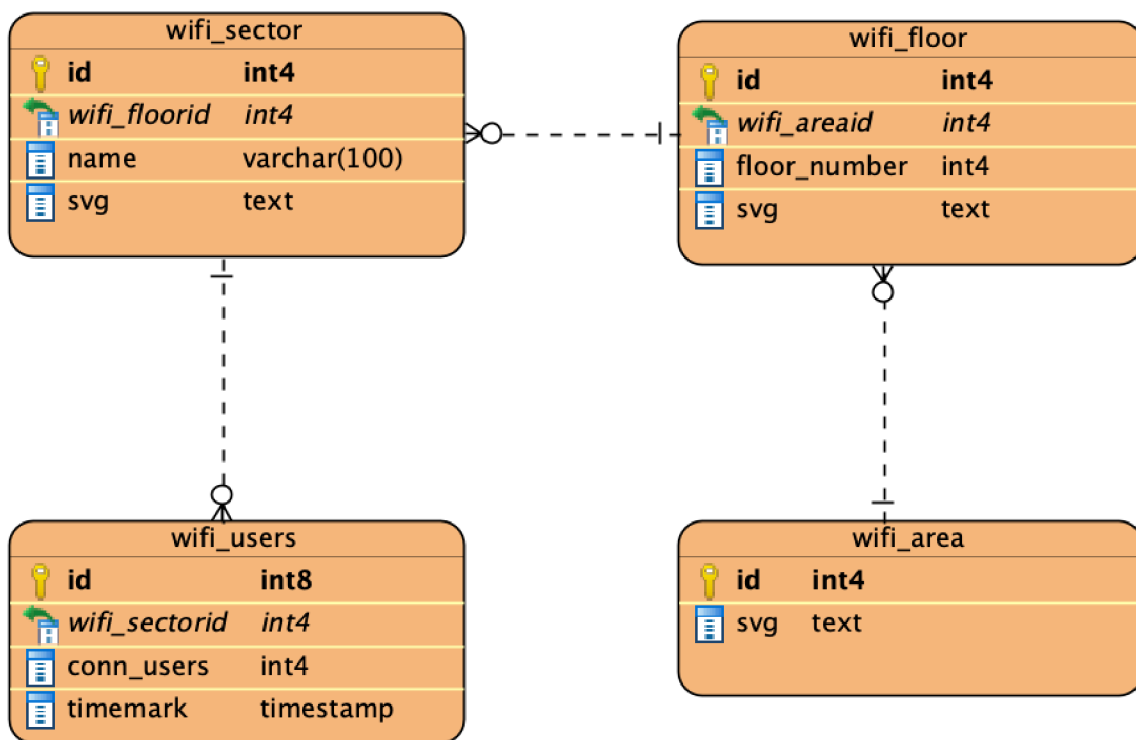 wifi_sector
id int4
wifi_floorid int4
name varchar(100)
svg text
wifi_floor
id int4
wifi_areaid int4
floor_number int4
svg text
wifi_users
id int8
wifi_sectorid int4
conn_users int4
timemark timestamp
wifi_area
id int4
svg text